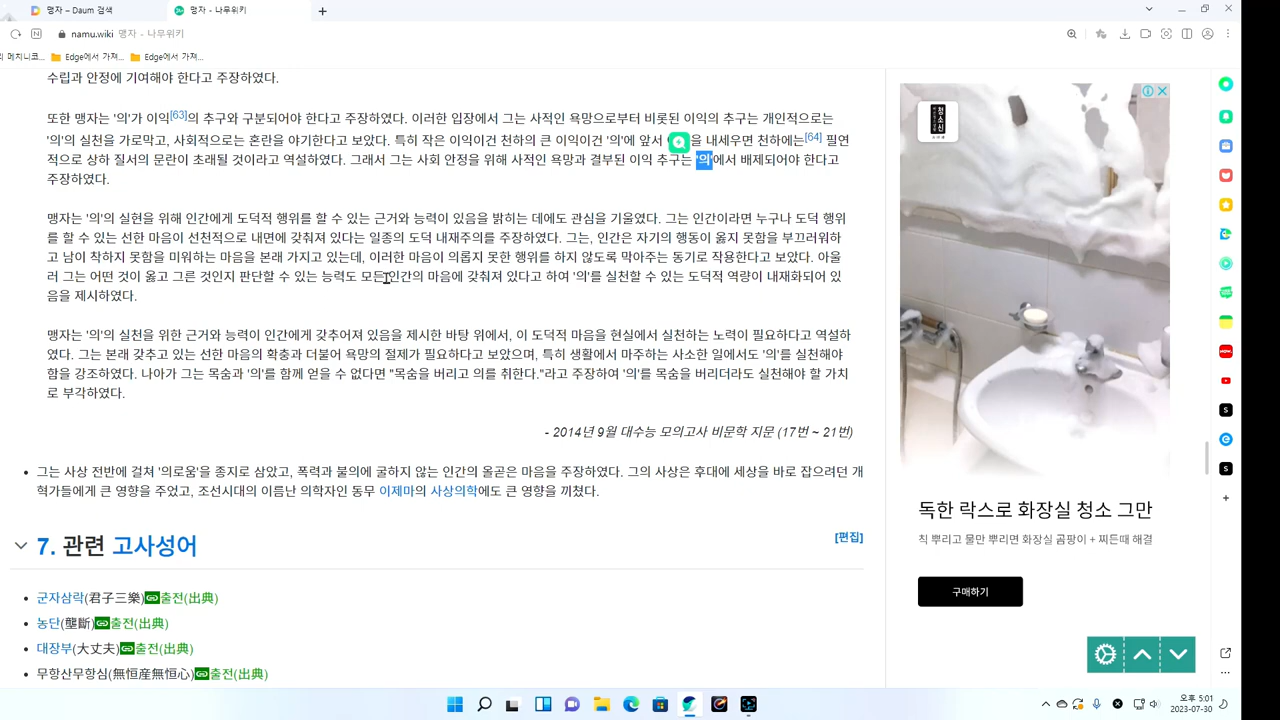 맹자 – Daum 검색
맹자 - 나무위키
namu.wiki 맹자 - 나무위키
의 메치니코...
Edge에서 가져...
Edge에서 가져...
수립과 안정에 기여해야 한다고 주장하였다.
또한 맹자는 '의'가 이익[63]의 추구와 구분되어야 한다고 주장하였다. 이러한 입장에서 그는 사적인 욕망으로부터 비롯된 이익의 추구는 개인적으로는
'의'의 실천을 가로막고, 사회적으로는 혼란을 야기한다고 보았다. 특히 작은 이익이건 천하의 큰 이익이건 '의'에 앞서 을 내세우면 천하에는[64] 필연
적으로 상하 질서의 문란이 초래될 것이라고 역설하였다. 그래서 그는 사회 안정을 위해 사적인 욕망과 결부된 이익 추구는 '의'에서 배제되어야 한다고
주장하였다.
맹자는 '의'의 실현을 위해 인간에게 도덕적 행위를 할 수 있는 근거와 능력이 있음을 밝히는 데에도 관심을 기울였다. 그는 인간이라면 누구나 도덕 행위
를 할 수 있는 선한 마음이 선천적으로 내면에 갖춰져 있다는 일종의 도덕 내재주의를 주장하였다. 그는, 인간은 자기의 행동이 옳지 못함을 부끄러워하
고 남이 착하지 못함을 미워하는 마음을 본래 가지고 있는데, 이러한 마음이 의롭지 못한 행위를 하지 않도록 막아주는 동기로 작용한다고 보았다. 아울
러 그는 어떤 것이 옳고 그른 것인지 판단할 수 있는 능력도 모든 인간의 마음에 갖춰져 있다고 하여 '의'를 실천할 수 있는 도덕적 역량이 내재화되어 있
음을 제시하였다.
맹자는 '의'의 실천을 위한 근거와 능력이 인간에게 갖추어져 있음을 제시한 바탕 위에서, 이 도덕적 마음을 현실에서 실천하는 노력이 필요하다고 역설하
였다. 그는 본래 갖추고 있는 선한 마음의 확충과 더불어 욕망의 절제가 필요하다고 보았으며, 특히 생활에서 마주하는 사소한 일에서도 '의'를 실천해야
함을 강조하였다. 나아가 그는 목숨과 '의'를 함께 얻을 수 없다면 "목숨을 버리고 의를 취한다."라고 주장하여 '의'를 목숨을 버리더라도 실천해야 할 가치
로 부각하였다.
- 2014년 9월 대수능 모의고사 비문학 지문 (17번 ~ 21번)
그는 사상 전반에 걸쳐 '의로움'을 종지로 삼았고, 폭력과 불의에 굴하지 않는 인간의 올곧은 마음을 주장하였다. 그의 사상은 후대에 세상을 바로 잡으려던 개
혁가들에게 큰 영향을 주었고, 조선시대의 이름난 의학자인 동무 이제마의 사상의학에도 큰 영향을 끼쳤다.
7. 관련 고사성어
[편집]
군자삼락(君子三樂)출전(出典)
농단(壟斷)출전(出典)
대장부(大丈夫)출전(出典)
무항산무항심(無恒産無恒心)출전(出典)
청소신
독한 락스로 화장실 청소 그만
칙 뿌리고 물만 뿌리면 화장실 곰팡이 + 찌든때 해결
구매하기
오후 5:01
2023-07-30